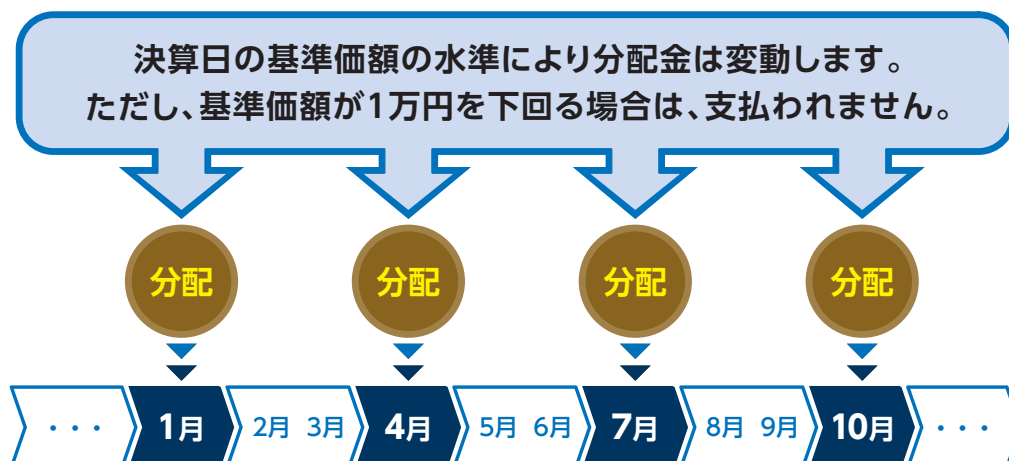 決算日の基準価額の水準により分配金は変動します。
ただし、基準価額が1万円を下回る場合は、支払われません。
分配 分配 分配 分配
・・・ 1月 2月 3月 4月 5月 6月 7月 8月 9月 10月 ・・・